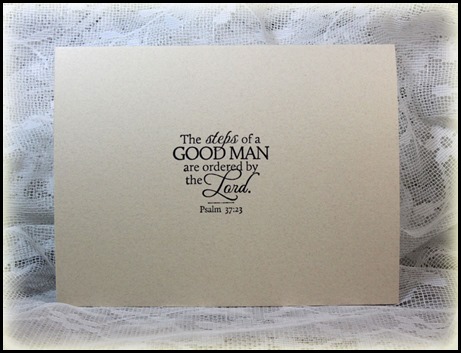 The steps of a
GOOD MAN
are ordered by
the Lord.
Psalm 37:23